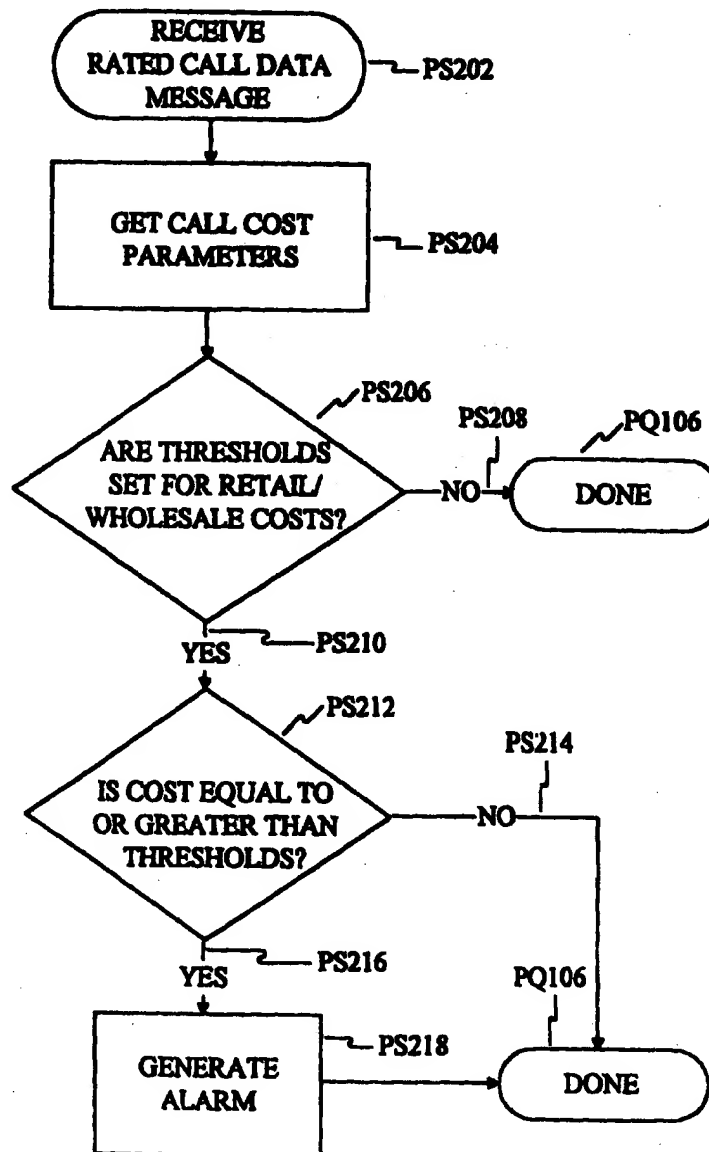 RECEIVE
RATED CALL DATA
MESSAGE
PS202
GET CALL COST
PARAMETERS
PS204
PS206
ARE THRESHOLDS
SET FOR RETAIL/
WHOLESALE COSTS?
PS208
NO
PQ106
DONE
YES
PS210
PS212
IS COST EQUAL TO
OR GREATER THAN
THRESHOLDS?
PS214
NO
YES
PS216
PQ106
GENERATE
ALARM
PS218
DONE